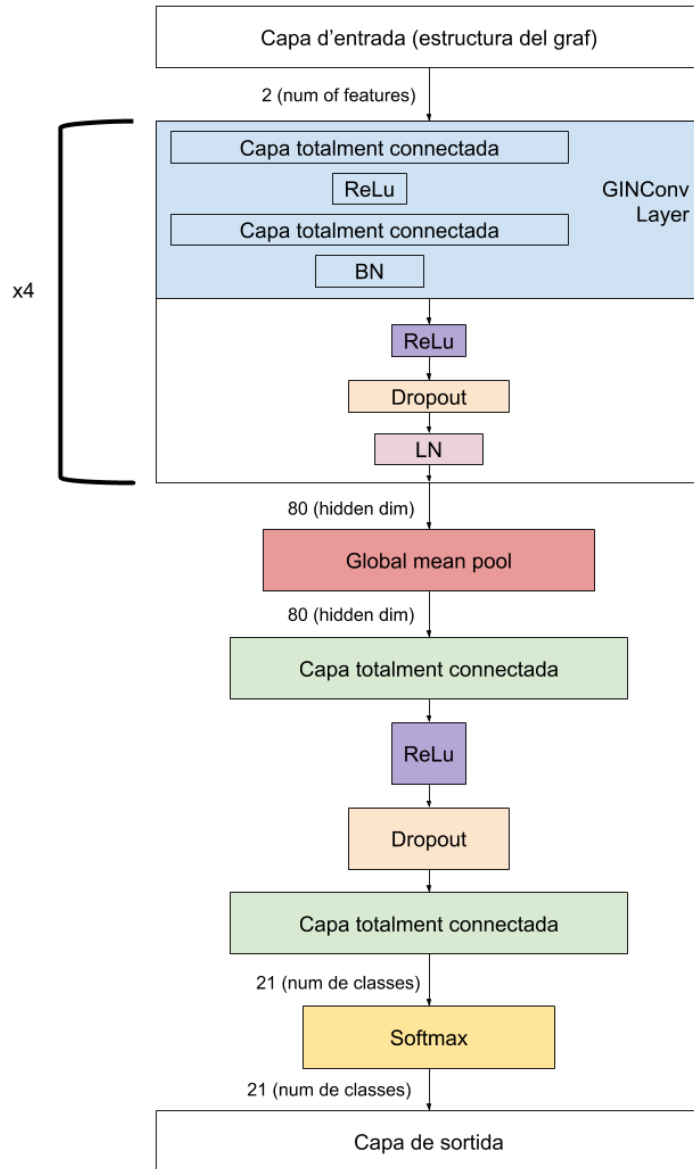 Capa d'entrada (estructura del graf)
2 (num of features)
Capa totalment connectada
GINConv
Layer
ReLu
Capa totalment connectada
BN
x4
ReLu
Dropout
LN
80 (hidden dim)
Global mean pool
80 (hidden dim)
Capa totalment connectada
ReLu
Dropout
Capa totalment connectada
21 (num de classes)
Softmax
21 (num de classes)
Capa de sortida